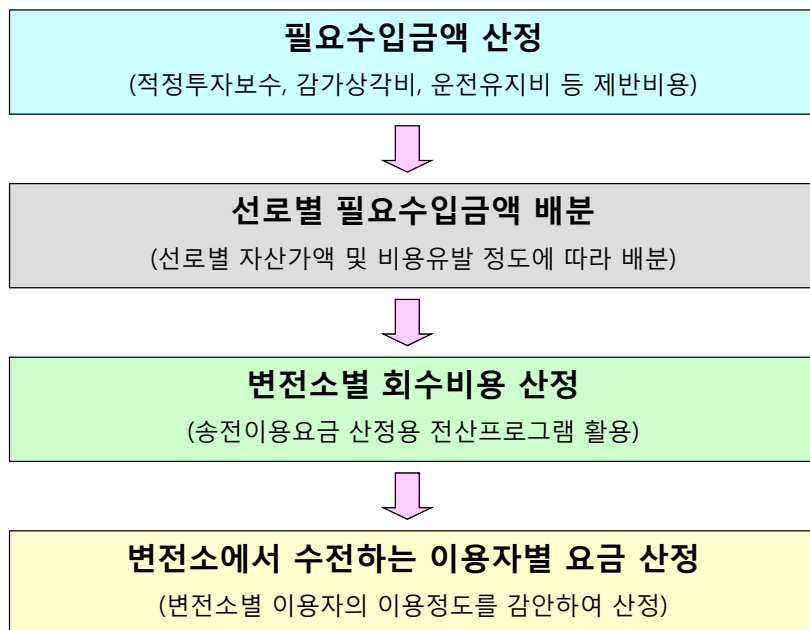 필요수입금액 산정
(적정투자보수, 감가상각비, 운전유지비 등 제반비용)
선로별 필요수입금액 배분
(선로별 자산가액 및 비용유발 정도에 따라 배분)
변전소별 회수비용 산정
(송전이용요금 산정용 전산프로그램 활용)
변전소에서 수전하는 이용자별 요금 산정
(변전소별 이용자의 이용정도를 감안하여 산정)